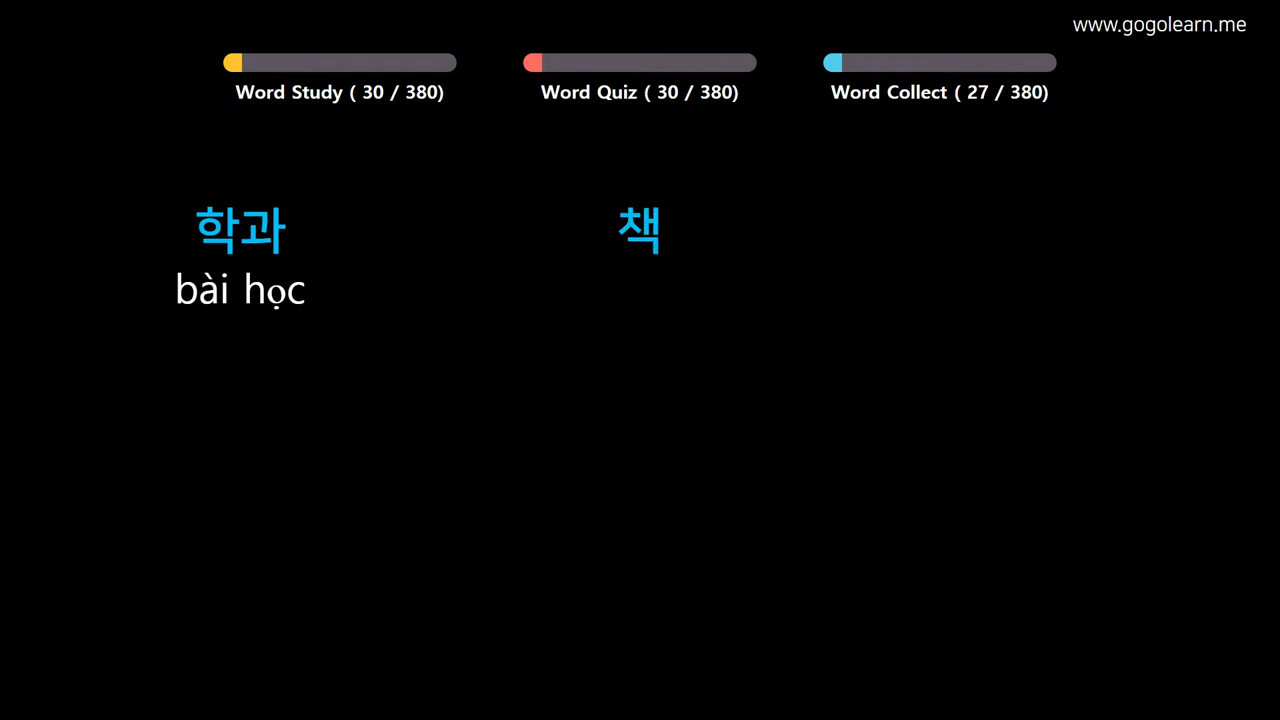 www.gogolearn.me
Word Study ( 30 / 380)
Word Quiz ( 30 / 380)
Word Collect ( 27 / 380)
학과
bài học
책